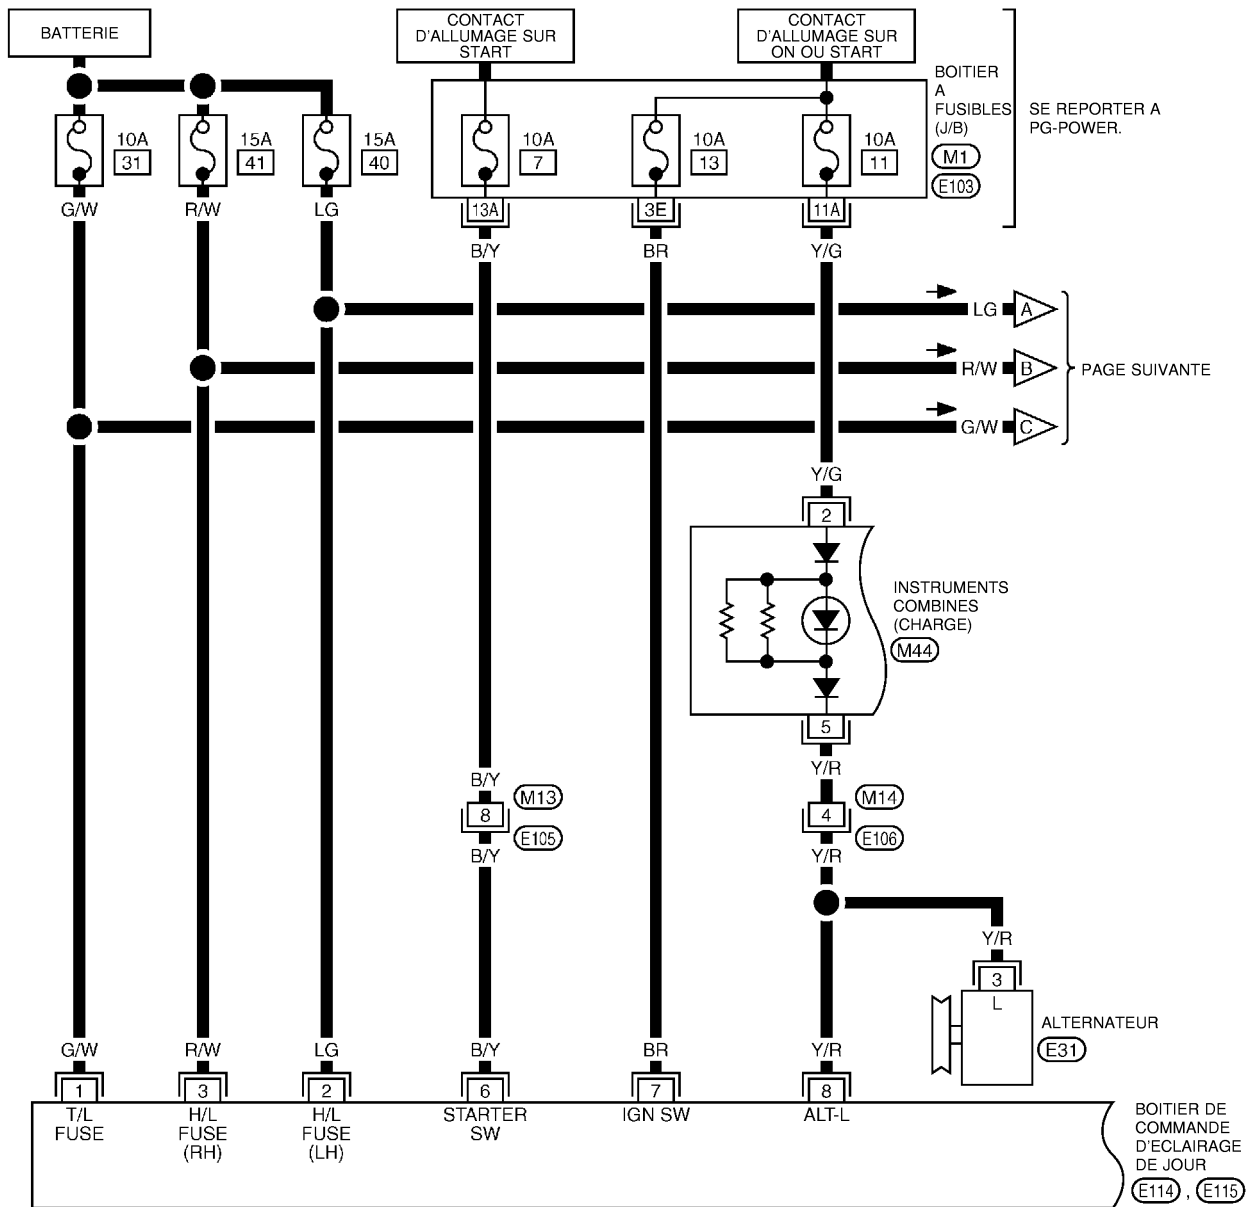 BATTERIE
CONTACT
D'ALLUMAGE SUR
START
CONTACT
D'ALLUMAGE SUR
ON OU START
BOITIER
A
FUSIBLES
(J/B)
M1
E103
SE REPORTER A
PG-POWER.
10A
31
15A
41
15A
40
10A
7
10A
13
10A
11
G/W
R/W
LG
13A
3E
11A
B/Y
BR
Y/G
LG
A
R/W
B
G/W
C
PAGE SUIVANTE
Y/G
2
INSTRUMENTS
COMBINES
(CHARGE)
M44
5
Y/R
B/Y
M13
8
E105
B/Y
M14
4
E106
Y/R
Y/R
3
L
ALTERNATEUR
E31
G/W
R/W
LG
B/Y
BR
Y/R
1
3
2
6
7
8
T/L
FUSE
H/L
FUSE
(RH)
H/L
FUSE
(LH)
STARTER
SW
IGN SW
ALT-L
BOITIER DE
COMMANDE
D'ECLAIRAGE
DE JOUR
E114 , E115